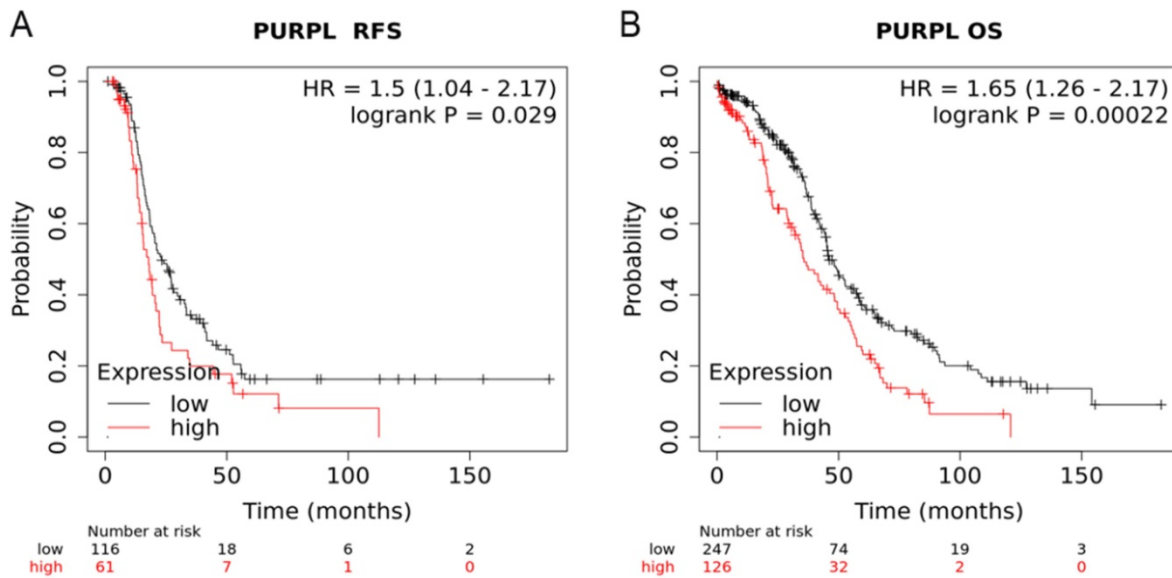 A
PURPL RFS
HR = 1.5 (1.04 - 2.17)
logrank P = 0.029
Probability
1.0
0.8
0.6
0.4
0.2
0.0
Expression
low
high
0 50 100 150
Time (months)
Number at risk
low 116 18 6 2
high 61 7 1 0
B
PURPL OS
HR = 1.65 (1.26 - 2.17)
logrank P = 0.00022
Probability
1.0
0.8
0.6
0.4
0.2
0.0
Expression
low
high
0 50 100 150
Time (months)
Number at risk
low 247 74 19 3
high 126 32 2 0